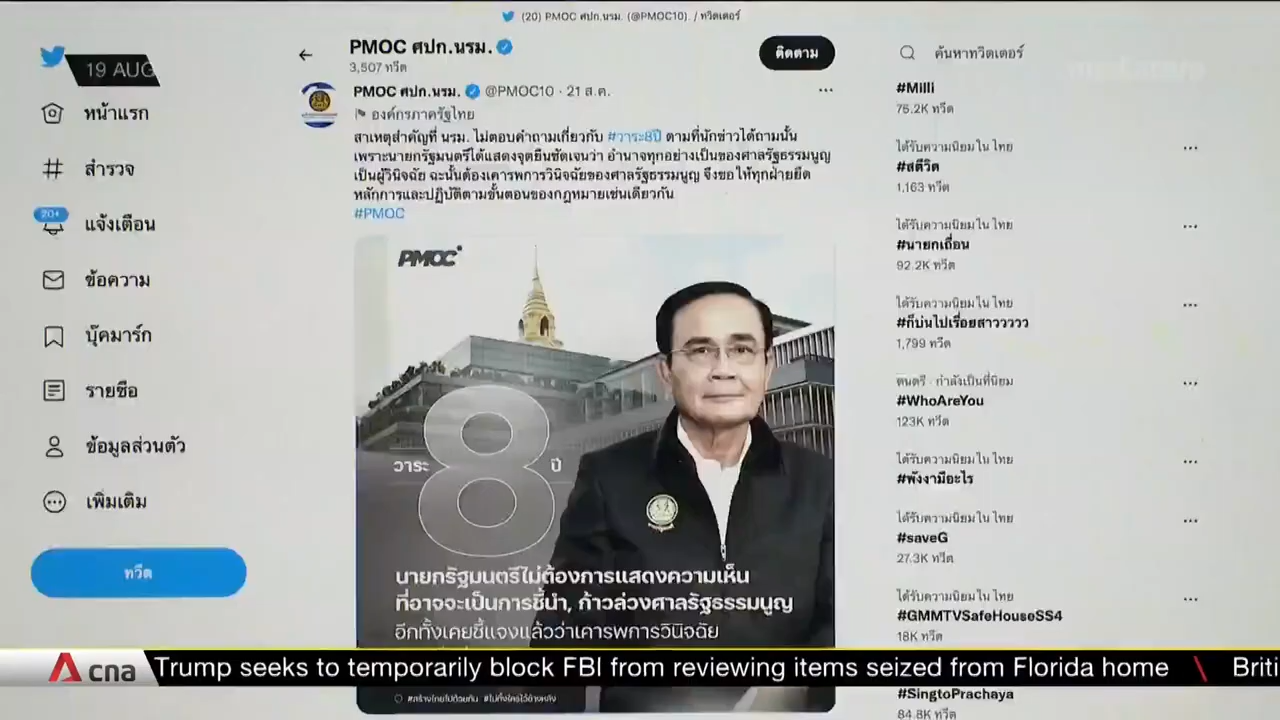 (20) PMOC ศปก.นรม. (@PMOC10). / ทวิตเตอร์
19 AUG
หน้าแรก
สำรวจ
20+
แจ้งเตือน
ข้อความ
บุ๊คมาร์ก
รายชื่อ
ข้อมูลส่วนตัว
เพิ่มเติม
ทวีต
PMOC ศปก.นรม.
3,507 ทวีต
ติดตาม
PMOC ศปก.นรม. @PMOC10 · 21 ส.ค.
องค์กรภาครัฐไทย
สาเหตุสำคัญที่ นรม. ไม่ตอบคำถามเกี่ยวกับ #วาระ8ปี ตามที่นักข่าวได้ถามนั้น
เพราะนายกรัฐมนตรีได้แสดงจุดยืนชัดเจนว่า อำนาจทุกอย่างเป็นของศาลรัฐธรรมนูญ
เป็นผู้วินิจฉัย ฉะนั้นต้องเคารพการวินิจฉัยของศาลรัฐธรรมนูญ จึงขอให้ทุกฝ่ายยึด
หลักการและปฏิบัติตามขั้นตอนของกฎหมายเช่นเดียวกัน
#PMOC
PMOC
วาระ 8 ปี
นายกรัฐมนตรีไม่ต้องการแสดงความเห็น
ที่อาจจะเป็นการชี้นำ, ก้าวล่วงศาลรัฐธรรมนูญ
อีกทั้งเคยชี้แจงแล้วว่าเคารพการวินิจฉัย
#สร้างไทยไปด้วยกัน #ไม่ทิ้งใครไว้ข้างหลัง
ค้นหาทวิตเตอร์
#Milli
75.2K ทวีต
ได้รับความนิยมใน ไทย
#สตีวิต
1,163 ทวีต
ได้รับความนิยมใน ไทย
#นายกเถื่อน
92.2K ทวีต
ได้รับความนิยมใน ไทย
#ก็บ่นไปเรื่อยสาววววว
1,799 ทวีต
ดนตรี · กำลังเป็นที่นิยม
#WhoAreYou
123K ทวีต
ได้รับความนิยมใน ไทย
#พังงามีอะไร
ได้รับความนิยมใน ไทย
#saveG
27.3K ทวีต
ได้รับความนิยมใน ไทย
#GMMTVSafeHouseSS4
18K ทวีต
#SingtoPrachaya
84.8K ทวีต
cna
Trump seeks to temporarily block FBI from reviewing items seized from Florida home \ Briti